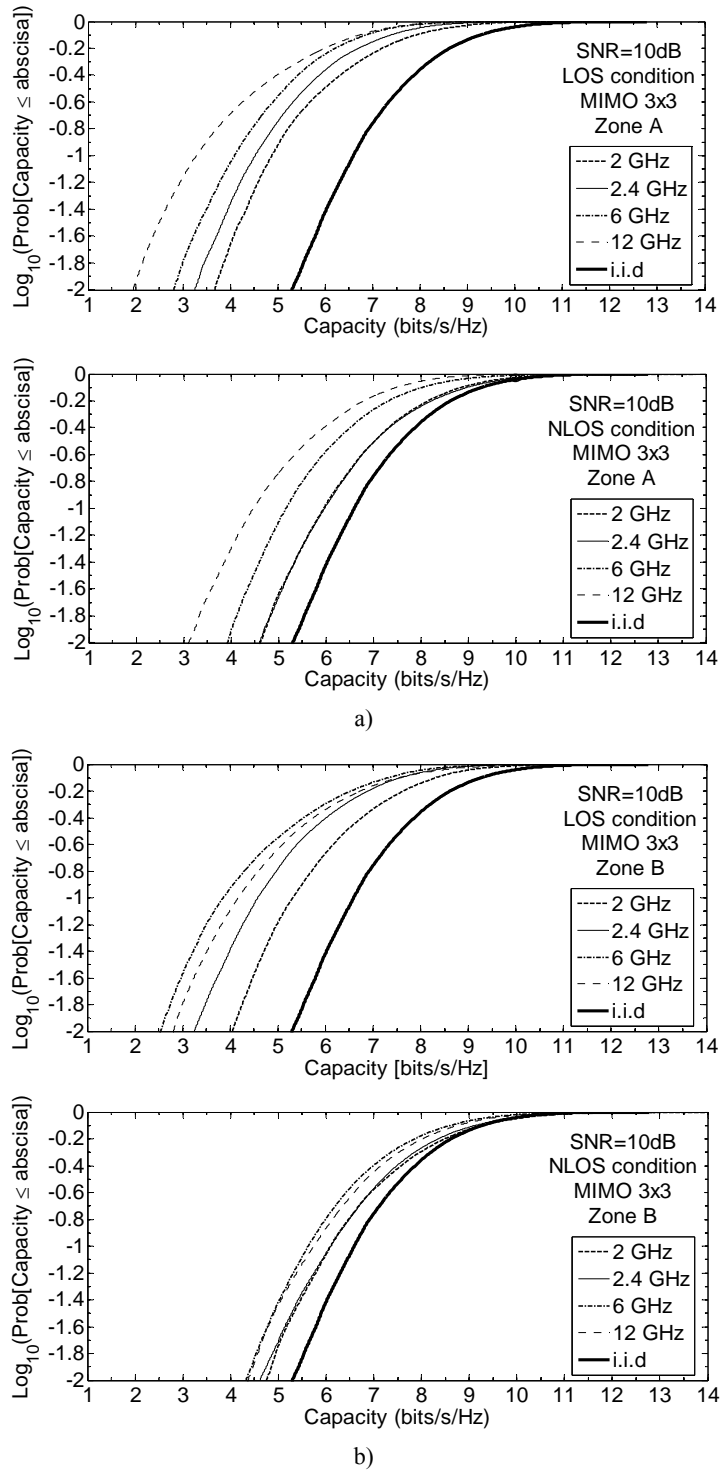 0
-0.2
-0.4
-0.6
-0.8
-1
-1.2
-1.4
-1.6
-1.8
-2
Log10(Prob[Capacity ≤ abscisa])
SNR=10dB
LOS condition
MIMO 3x3
Zone A
2 GHz
2.4 GHz
6 GHz
12 GHz
i.i.d
1 2 3 4 5 6 7 8 9 10 11 12 13 14
Capacity (bits/s/Hz)
0
-0.2
-0.4
-0.6
-0.8
-1
-1.2
-1.4
-1.6
-1.8
-2
Log10(Prob[Capacity ≤ abscisa])
SNR=10dB
NLOS condition
MIMO 3x3
Zone A
2 GHz
2.4 GHz
6 GHz
12 GHz
i.i.d
1 2 3 4 5 6 7 8 9 10 11 12 13 14
Capacity (bits/s/Hz)
a)
0
-0.2
-0.4
-0.6
-0.8
-1
-1.2
-1.4
-1.6
-1.8
-2
Log10(Prob[Capacity ≤ abscisa])
SNR=10dB
LOS condition
MIMO 3x3
Zone B
2 GHz
2.4 GHz
6 GHz
12 GHz
i.i.d
1 2 3 4 5 6 7 8 9 10 11 12 13 14
Capacity [bits/s/Hz]
0
-0.2
-0.4
-0.6
-0.8
-1
-1.2
-1.4
-1.6
-1.8
-2
Log10(Prob[Capacity ≤ abscisa])
SNR=10dB
NLOS condition
MIMO 3x3
Zone B
2 GHz
2.4 GHz
6 GHz
12 GHz
i.i.d
1 2 3 4 5 6 7 8 9 10 11 12 13 14
Capacity (bits/s/Hz)
b)